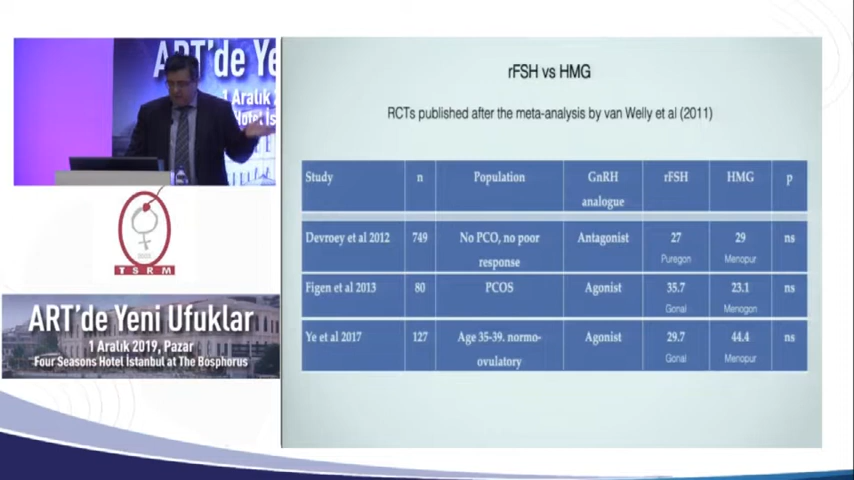 ART'de Ye
1 Aralık 2
Hotel İs
TSRM
ART'de Yeni Ufuklar
1 Aralık 2019, Pazar
Four Seasons Hotel İstanbul at The Bosphorus
rFSH vs HMG
RCTs published after the meta-analysis by van Welly et al (2011)
Study n Population GnRH analogue rFSH HMG p
Devroey et al 2012 749 No PCO, no poor response Antagonist 27 Puregon 29 Menopur ns
Figen et al 2013 80 PCOS Agonist 35.7 Gonal 23.1 Menogon ns
Ye et al 2017 127 Age 35-39. normo-ovulatory Agonist 29.7 Gonal 44.4 Menopur ns